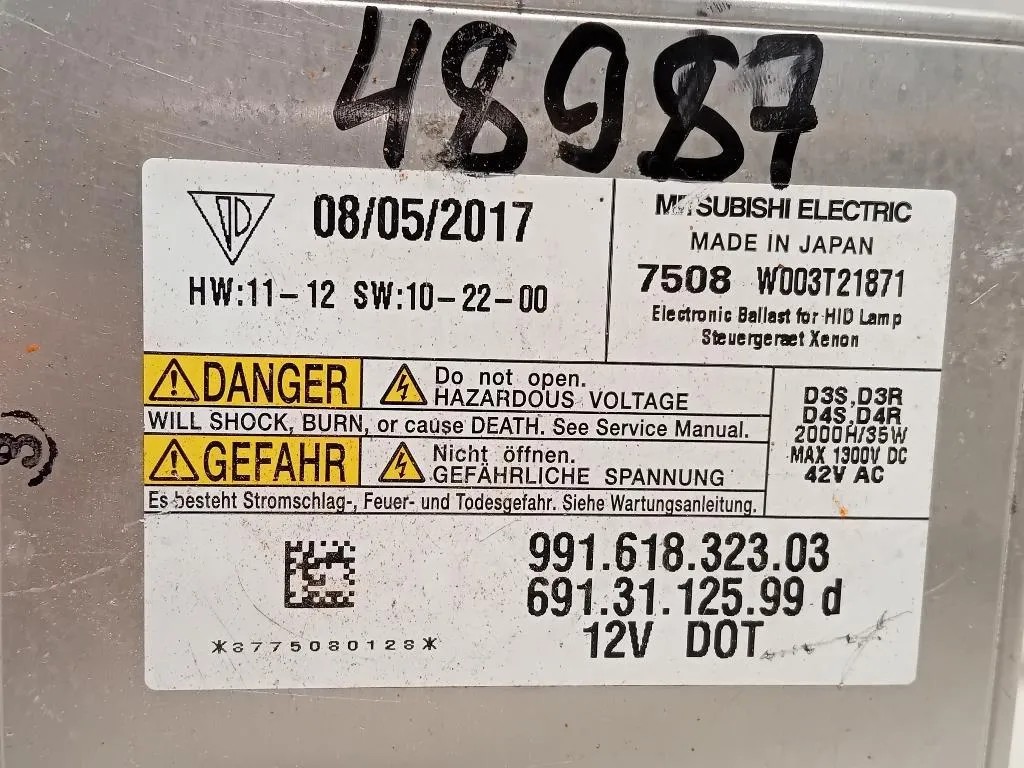 48987
08/05/2017
HW:11-12 SW:10-22-00
MITSUBISHI ELECTRIC
MADE IN JAPAN
7508 W003T21871
Electronic Ballast for HID Lamp
Steuergeraet Xenon
DANGER
Do not open.
HAZARDOUS VOLTAGE
WILL SHOCK, BURN, or cause DEATH. See Service Manual.
GEFAHR
Nicht öffnen.
GEFÄHRLICHE SPANNUNG
Es besteht Stromschlag-, Feuer- und Todesgefahr. Siehe Wartungsanleitung.
D3S,D3R
D4S,D4R
2000H/35W
MAX 1300V DC
42V AC
991.618.323.03
691.31.125.99 d
12V DOT
*8775080128*